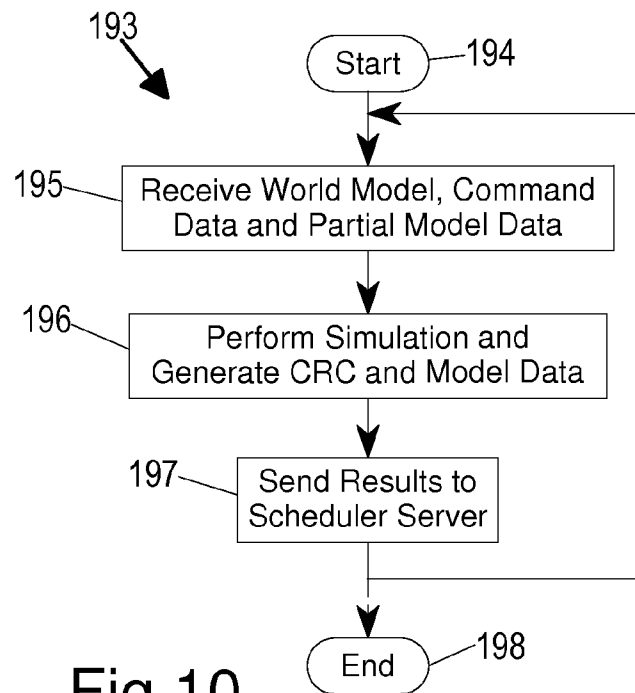 193
Start
194
195
Receive World Model, Command
Data and Partial Model Data
196
Perform Simulation and
Generate CRC and Model Data
197
Send Results to
Scheduler Server
End
198
Fig 10